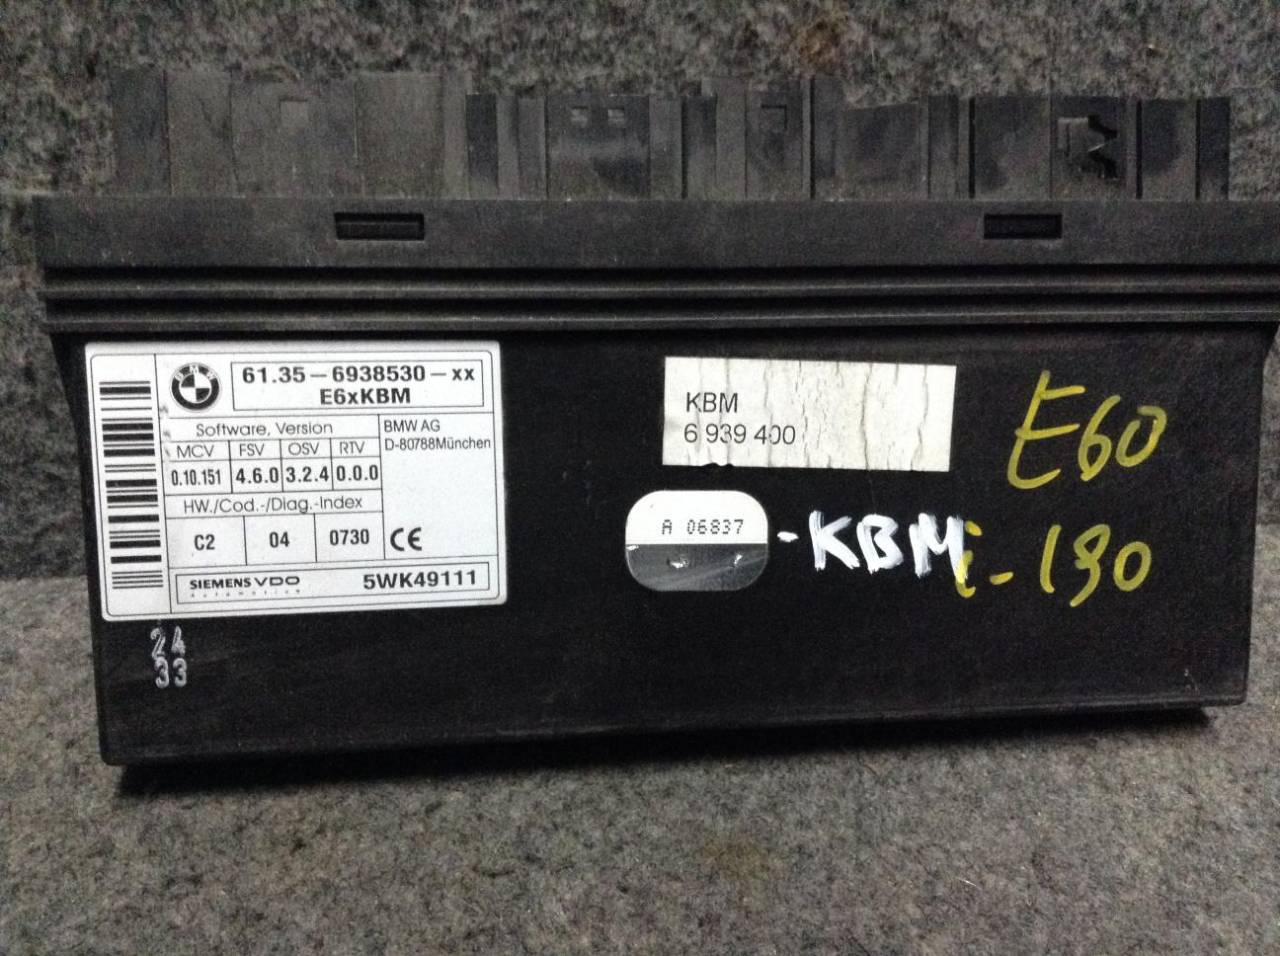 BMW
61.35-6938530-xx
E6xKBM
Software, Version
MCV FSV OSV RTV
0.10.151 4.6.0 3.2.4 0.0.0
BMW AG
D-80788München
HW./Cod.-/Diag.-Index
C2 04 0730
CE
SIEMENS VDO
Automotive
5WK49111
24
33
KBM
6 939 400
A 06837
-KBM
E60
i-190